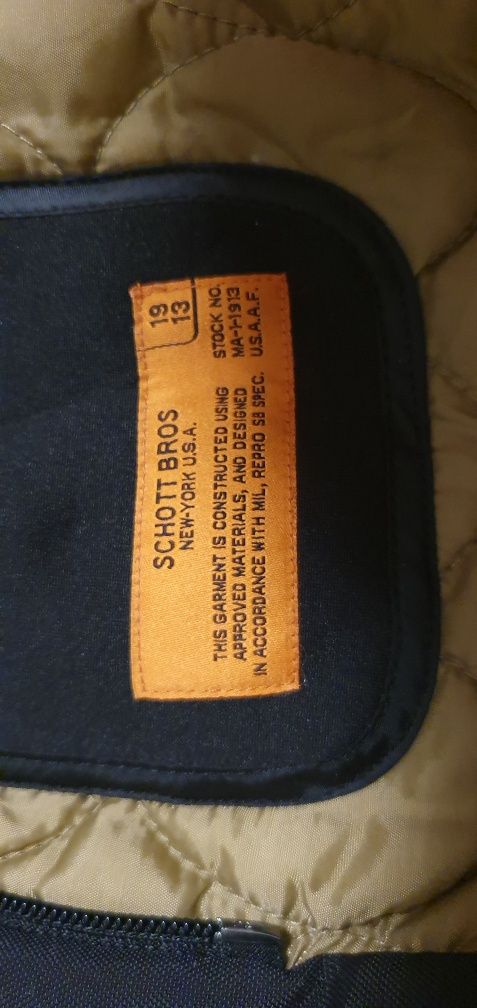 19
13
SCHOTT BROS
NEW-YORK U.S.A.
THIS GARMENT IS CONSTRUCTED USING
APPROVED MATERIALS, AND DESIGNED
IN ACCORDANCE WITH MIL, REPRO SB SPEC.
STOCK NO.
MA-1-1913
U.S.A.A.F.